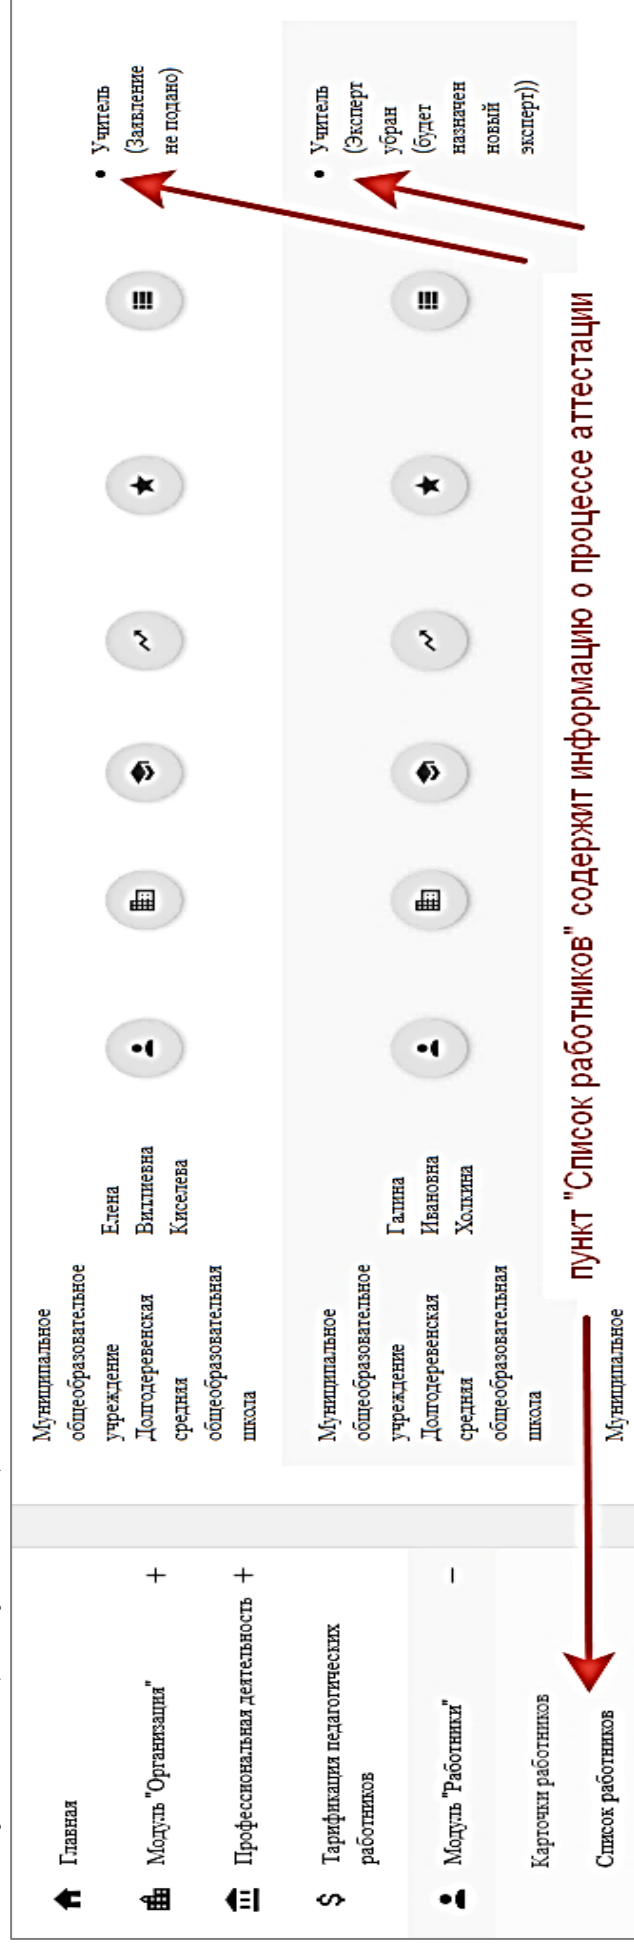 Главная
Модуль "Организация" +
Профессиональная деятельность +
$ Тарификация педагогических
работников
Модуль "Работники" −
Карточки работников
Список работников
Муниципальное
общеобразовательное
учреждение
Долгодеревенская
средняя
общеобразовательная
школа
Елена
Виллиевна
Киселева
• Учитель
(Заявление
не подано)
Муниципальное
общеобразовательное
учреждение
Долгодеревенская
средняя
общеобразовательная
школа
Галина
Ивановна
Холкина
• Учитель
(Эксперт
убран
(будет
назначен
новый
эксперт))
пункт "Список работников" содержит информацию о процессе аттестации
Муниципальное